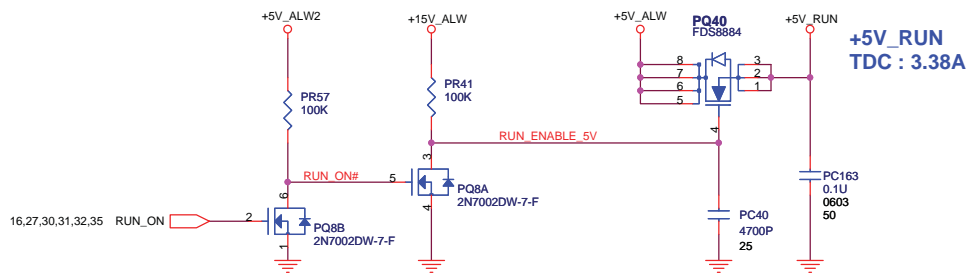 +5V_ALW2
+15V_ALW
+5V_ALW
PQ40
FDS8884
+5V_RUN
+5V_RUN
TDC : 3.38A
8
7
6
5
3
2
1
4
PR57
100K
PR41
100K
RUN_ENABLE_5V
RUN_ON#
5
3
4
PQ8A
2N7002DW-7-F
PC163
0.1U
0603
50
16,27,30,31,32,35 RUN_ON
2
6
1
PQ8B
2N7002DW-7-F
PC40
4700P
25